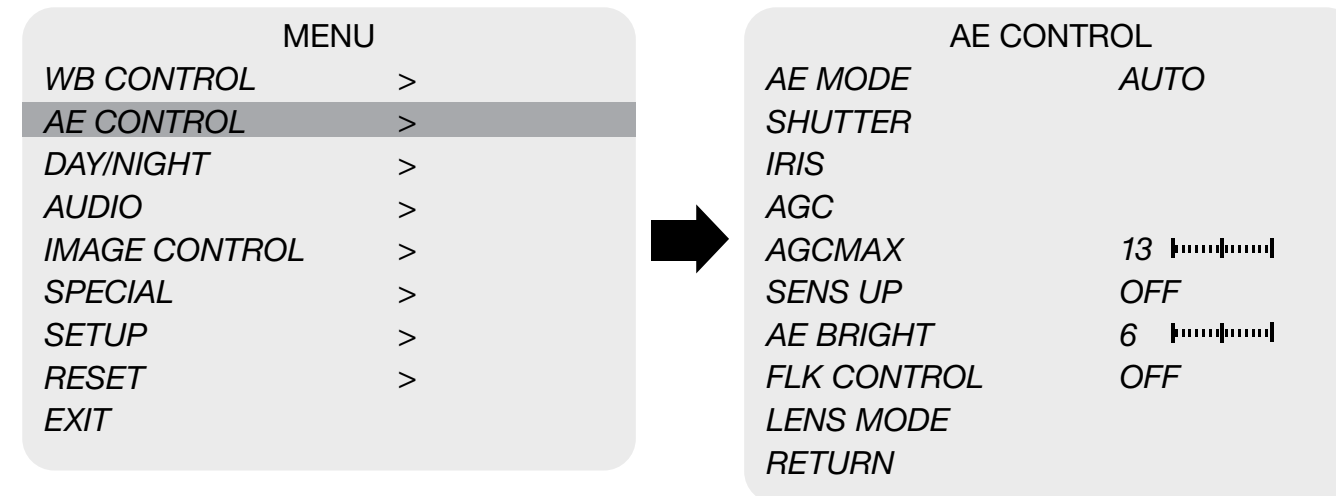 MENU
WB CONTROL >
AE CONTROL >
DAY/NIGHT >
AUDIO >
IMAGE CONTROL >
SPECIAL >
SETUP >
RESET >
EXIT
AE CONTROL
AE MODE AUTO
SHUTTER
IRIS
AGC
AGCMAX 13
SENS UP OFF
AE BRIGHT 6
FLK CONTROL OFF
LENS MODE
RETURN